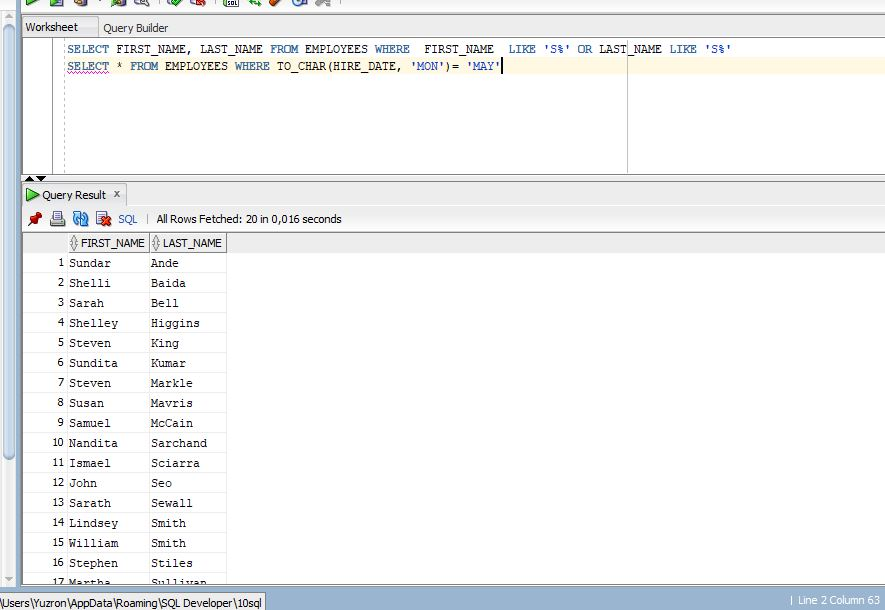 SQL
Worksheet Query Builder
SELECT FIRST_NAME, LAST_NAME FROM EMPLOYEES WHERE  FIRST_NAME  LIKE 'S%' OR LAST_NAME LIKE 'S%'
SELECT * FROM EMPLOYEES WHERE TO_CHAR(HIRE_DATE, 'MON')= 'MAY'
Query Result x
SQL | All Rows Fetched: 20 in 0,016 seconds
FIRST_NAME LAST_NAME
1 Sundar Ande
2 Shelli Baida
3 Sarah Bell
4 Shelley Higgins
5 Steven King
6 Sundita Kumar
7 Steven Markle
8 Susan Mavris
9 Samuel McCain
10 Nandita Sarchand
11 Ismael Sciarra
12 John Seo
13 Sarath Sewall
14 Lindsey Smith
15 William Smith
16 Stephen Stiles
17 Martha Sullivan
\Users\Yuzron\AppData\Roaming\SQL Developer\10sql | Line 2 Column 63